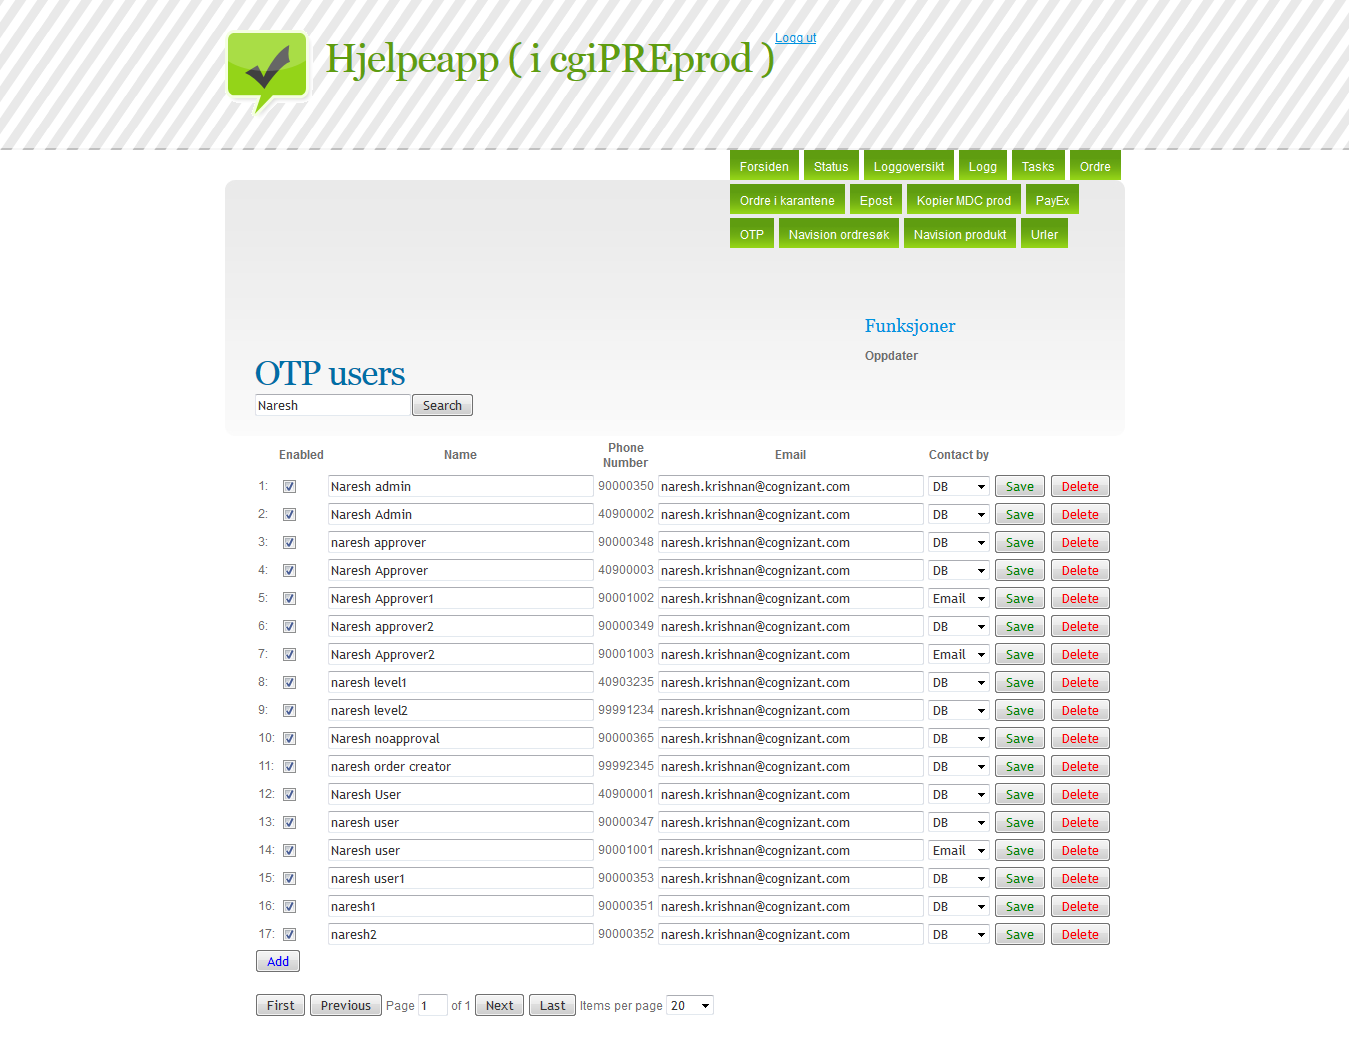 Hjelpeapp ( i cgiPREprod )
Logg ut
Forsiden Status Loggoversikt Logg Tasks Ordre
Ordre i karantene Epost Kopier MDC prod PayEx
OTP Navision ordresøk Navision produkt Urler
Funksjoner
Oppdater
OTP users
Naresh Search
Enabled Name Phone Number Email Contact by
1: Naresh admin 90000350 naresh.krishnan@cognizant.com DB Save Delete
2: Naresh Admin 40900002 naresh.krishnan@cognizant.com DB Save Delete
3: naresh approver 90000348 naresh.krishnan@cognizant.com DB Save Delete
4: Naresh Approver 40900003 naresh.krishnan@cognizant.com DB Save Delete
5: Naresh Approver1 90001002 naresh.krishnan@cognizant.com Email Save Delete
6: Naresh approver2 90000349 naresh.krishnan@cognizant.com DB Save Delete
7: Naresh Approver2 90001003 naresh.krishnan@cognizant.com Email Save Delete
8: naresh level1 40903235 naresh.krishnan@cognizant.com DB Save Delete
9: naresh level2 99991234 naresh.krishnan@cognizant.com DB Save Delete
10: Naresh noapproval 90000365 naresh.krishnan@cognizant.com DB Save Delete
11: naresh order creator 99992345 naresh.krishnan@cognizant.com DB Save Delete
12: Naresh User 40900001 naresh.krishnan@cognizant.com DB Save Delete
13: naresh user 90000347 naresh.krishnan@cognizant.com DB Save Delete
14: Naresh user 90001001 naresh.krishnan@cognizant.com Email Save Delete
15: naresh user1 90000353 naresh.krishnan@cognizant.com DB Save Delete
16: naresh1 90000351 naresh.krishnan@cognizant.com DB Save Delete
17: naresh2 90000352 naresh.krishnan@cognizant.com DB Save Delete
Add
First Previous Page 1 of 1 Next Last Items per page 20